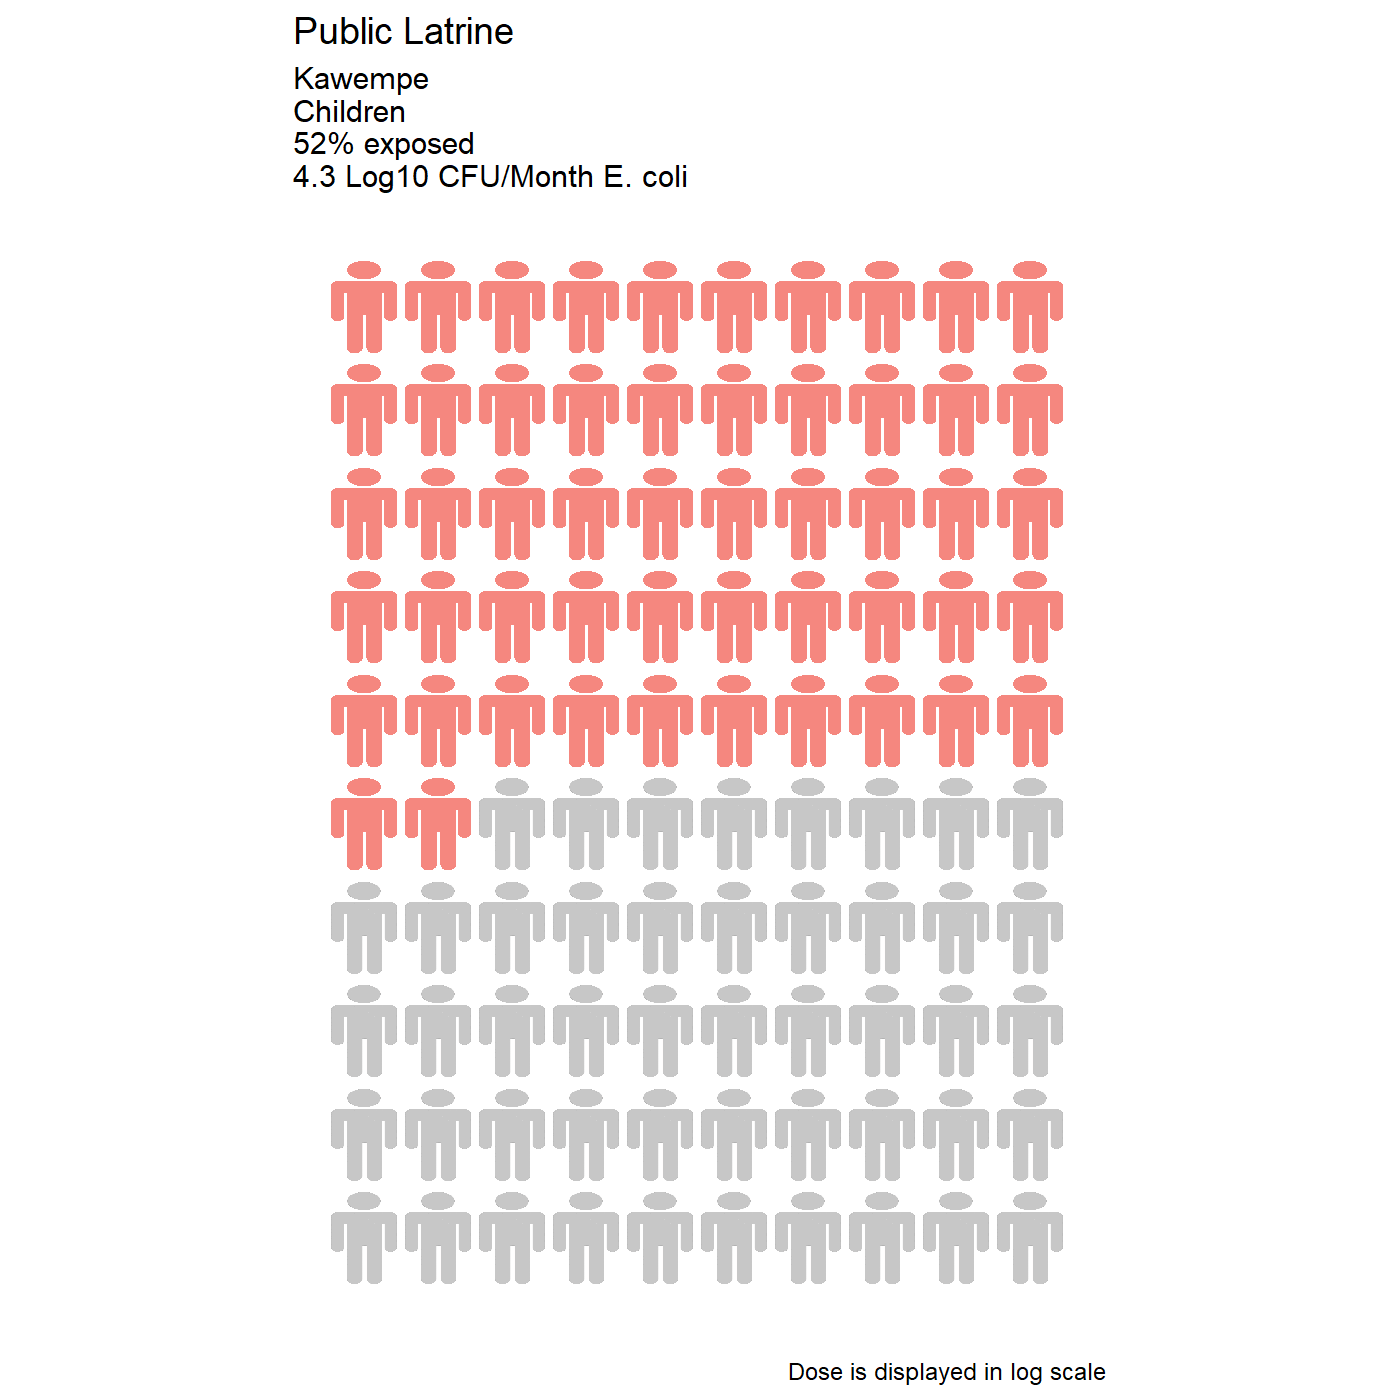 Public Latrine
Kawempe
Children
52% exposed
4.3 Log10 CFU/Month E. coli
Dose is displayed in log scale